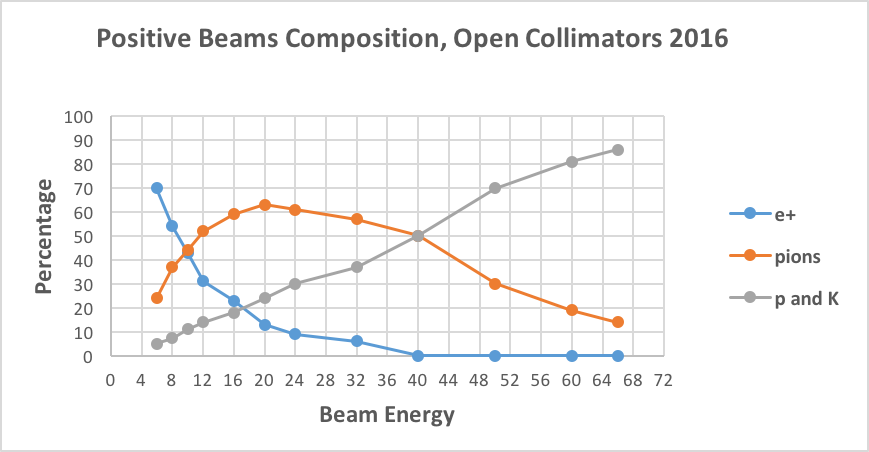 Positive Beams Composition, Open Collimators 2016
100
90
80
70
60
50
40
30
20
10
0
Percentage
0 4 8 12 16 20 24 28 32 36 40 44 48 52 56 60 64 68 72
Beam Energy
e+
pions
p and K